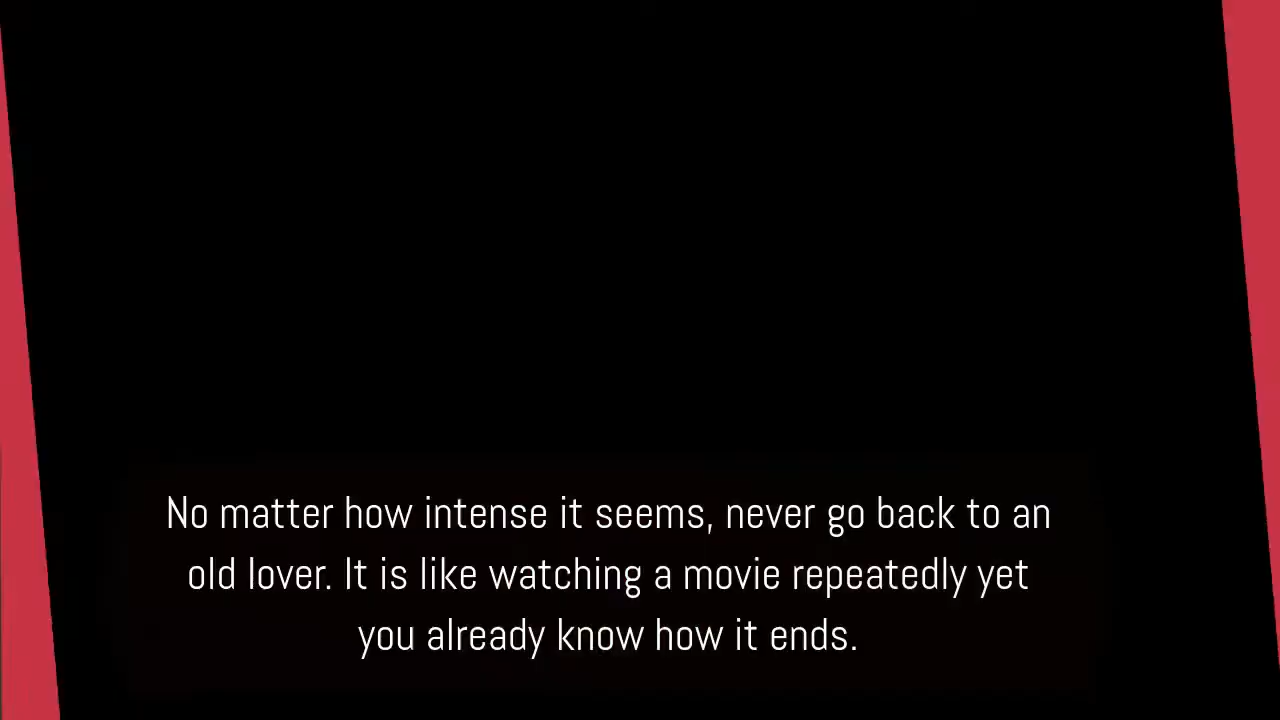 No matter how intense it seems, never go back to an
old lover. It is like watching a movie repeatedly yet
you already know how it ends.